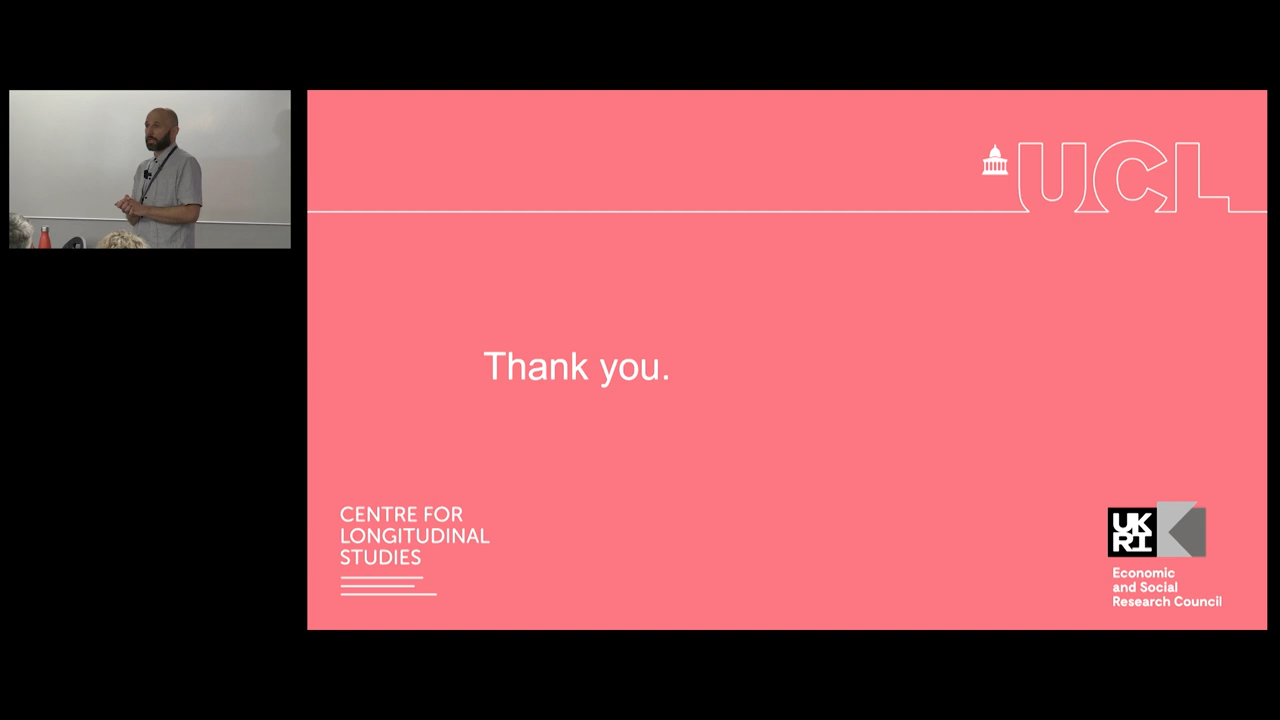 UCL
Thank you.
CENTRE FOR
LONGITUDINAL
STUDIES
UK
RI
Economic
and Social
Research Council